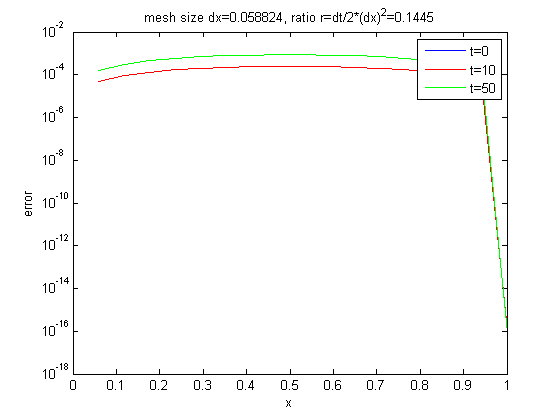 mesh size dx=0.058824, ratio r=dt/2*(dx)^2=0.1445
10^-2
10^-4
10^-6
10^-8
10^-10
10^-12
10^-14
10^-16
10^-18
error
t=0
t=10
t=50
0 0.1 0.2 0.3 0.4 0.5 0.6 0.7 0.8 0.9 1
x